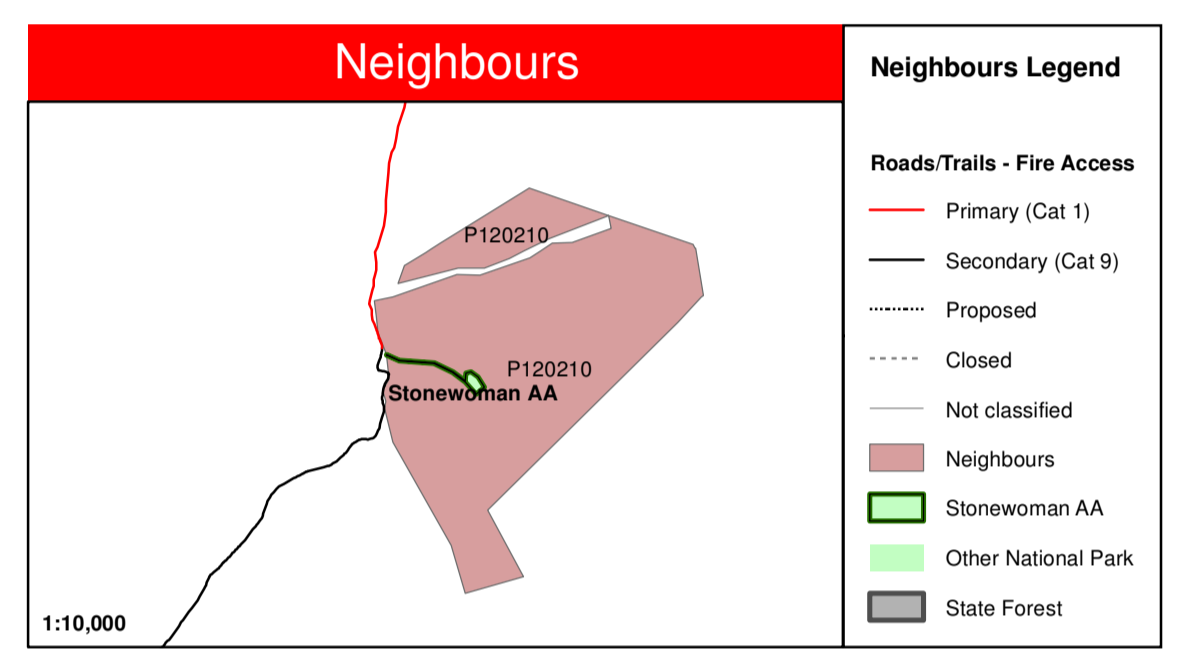 Neighbours
P120210
P120210
Stonewoman AA
1:10,000
Neighbours Legend
Roads/Trails - Fire Access
Primary (Cat 1)
Secondary (Cat 9)
Proposed
Closed
Not classified
Neighbours
Stonewoman AA
Other National Park
State Forest